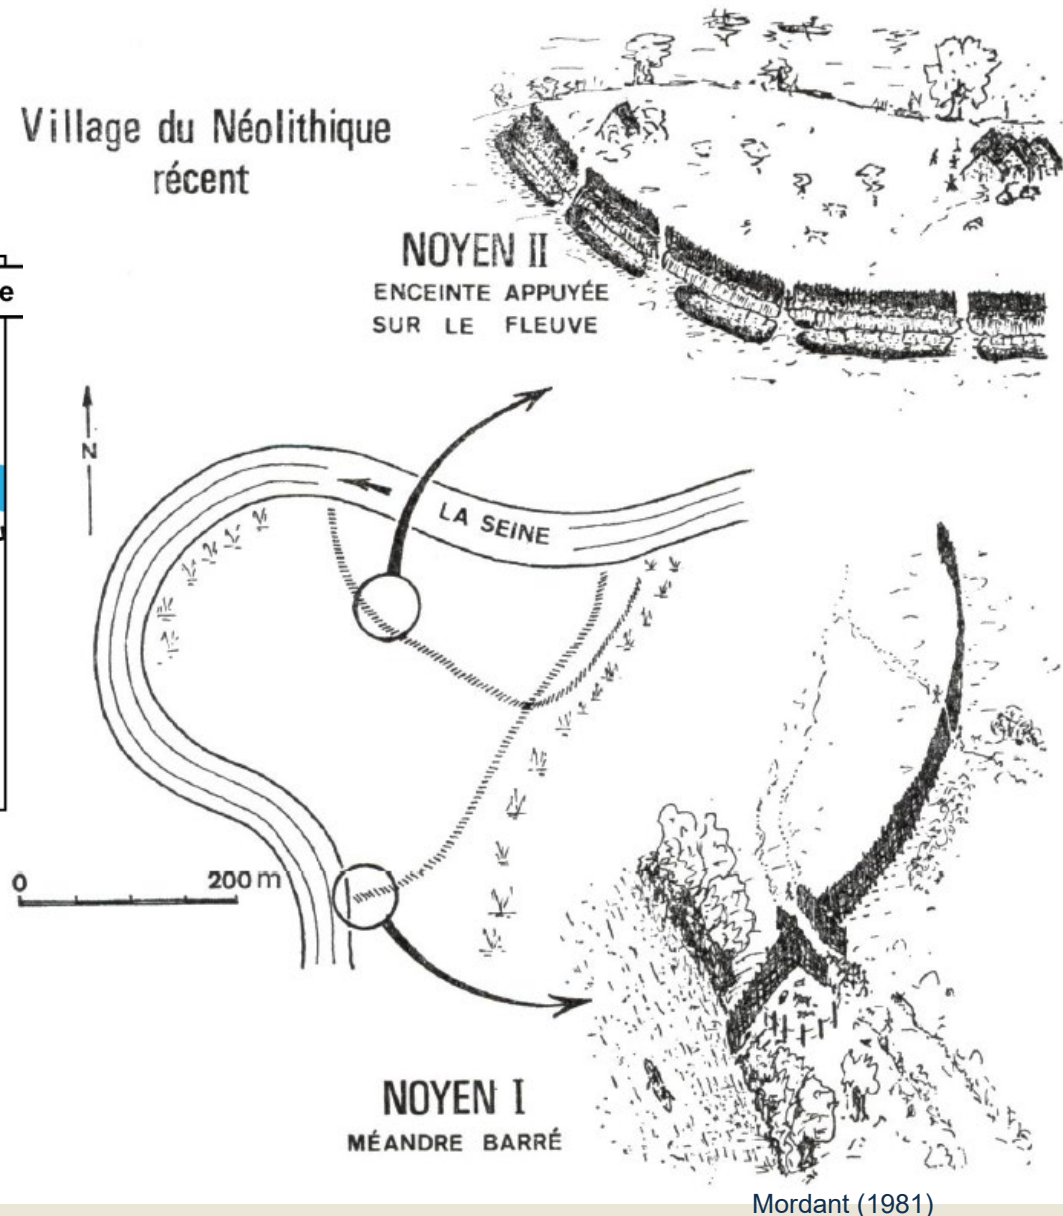 Village du Néolithique
récent
NOYEN II
ENCEINTE APPUYÉE
SUR LE FLEUVE
e
N
LA SEINE
0 200 m
NOYEN I
MÉANDRE BARRÉ
Mordant (1981)